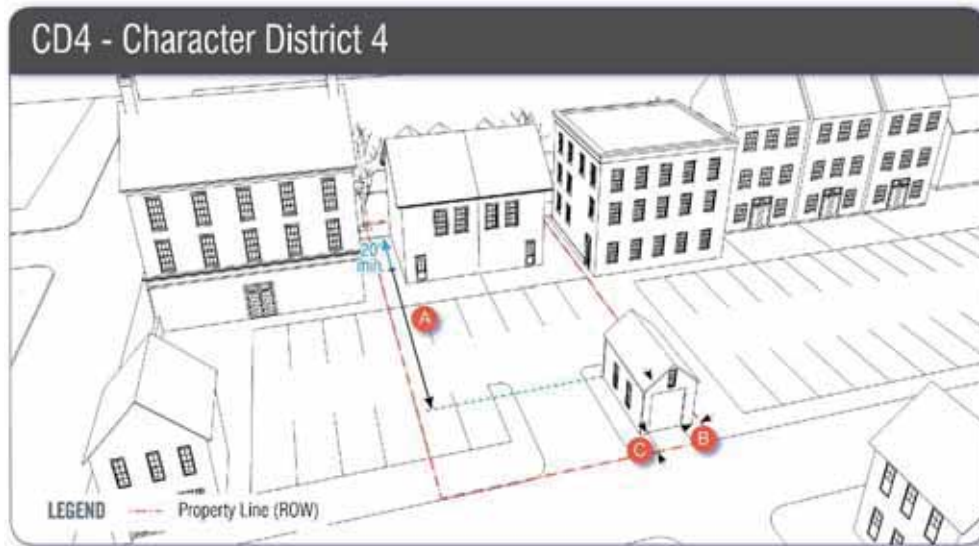 CD4 - Character District 4
20'
min.
A
B
C
LEGEND
Property Line (ROW)